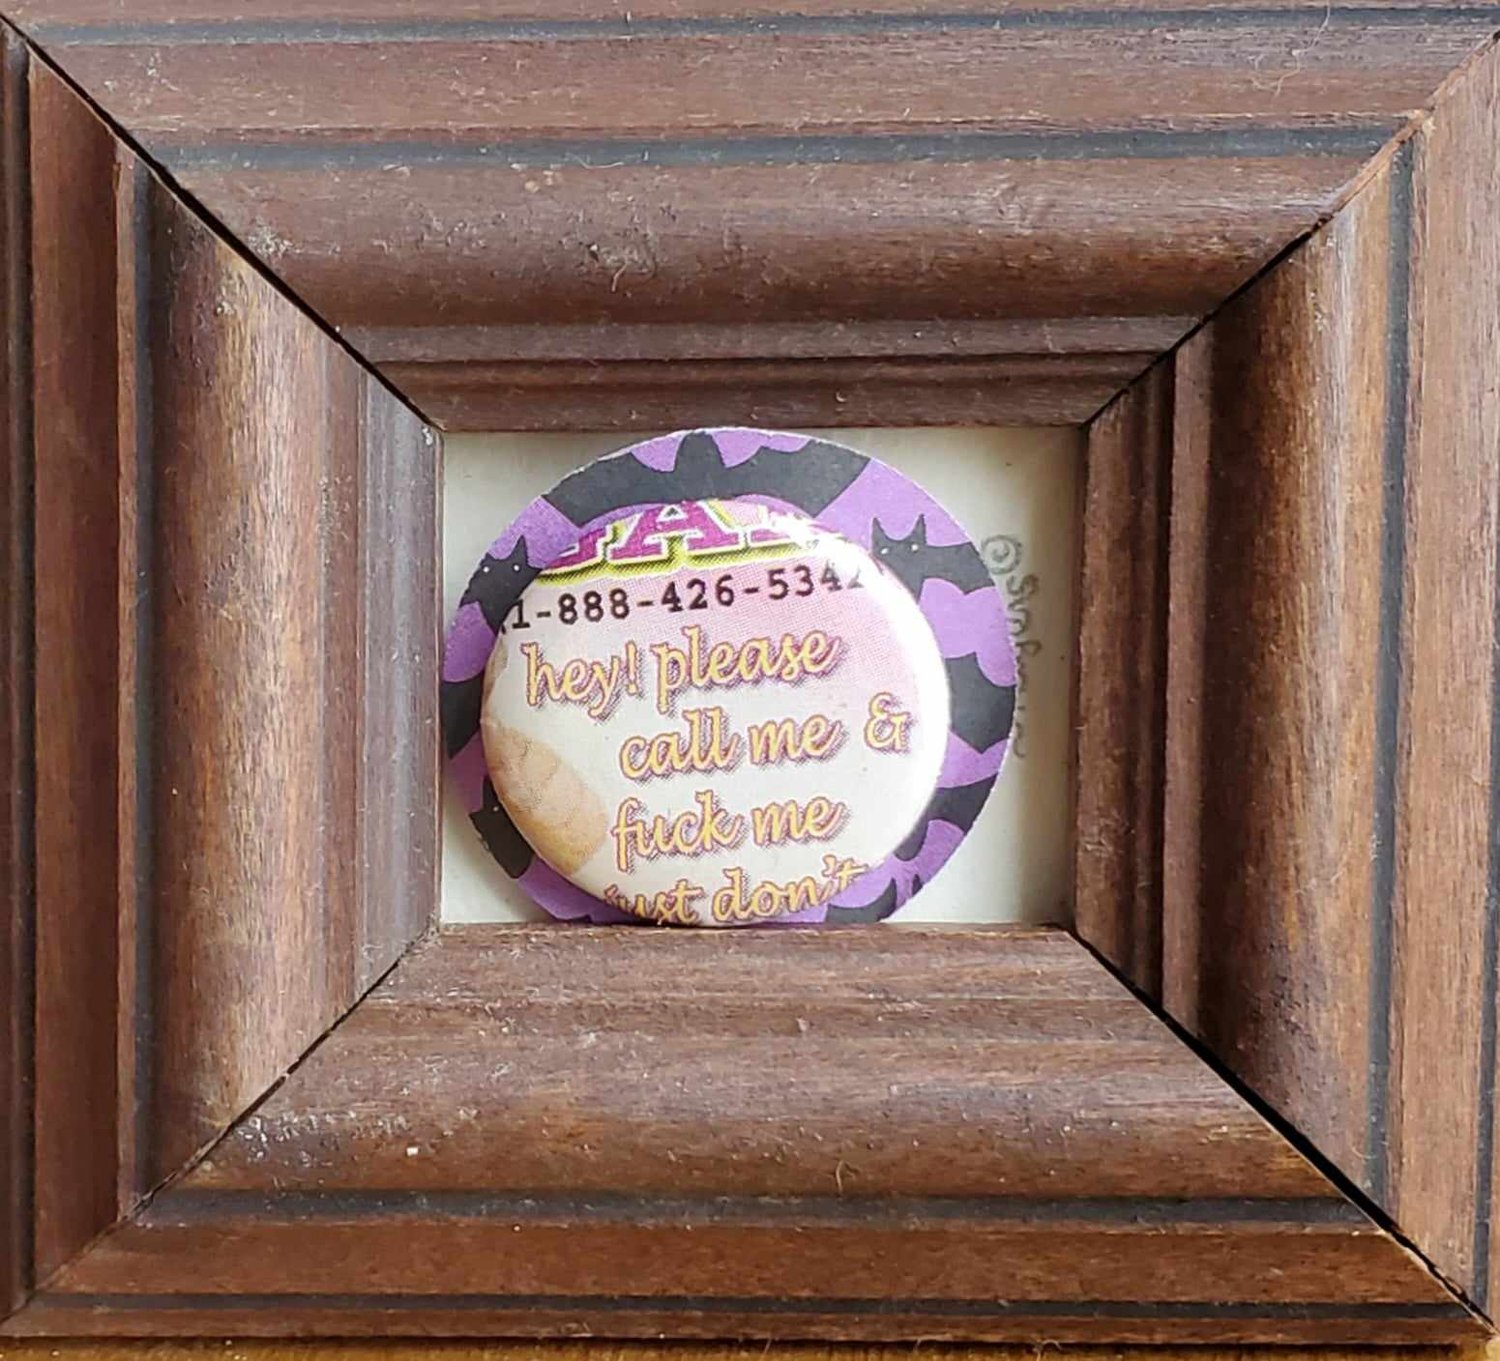 1-888-426-5342
hey! please
call me &
fuck me
just don't